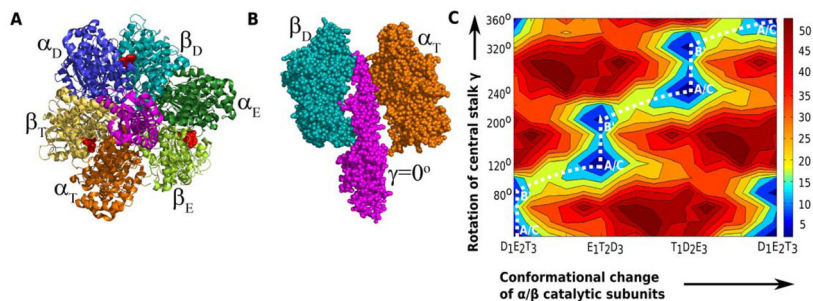 A
αD
βD
αE
βE
αT
βT
B
βD
αT
γ=0°
C
Rotation of central stalk γ
360°
320°
240°
200°
120°
80°
A/C
B
A/C
B
A/C
B
A/C
D1E2T3
E1T2D3
T1D2E3
D1E2T3
50
45
40
35
30
25
20
15
10
5
Conformational change
of α/β catalytic subunits